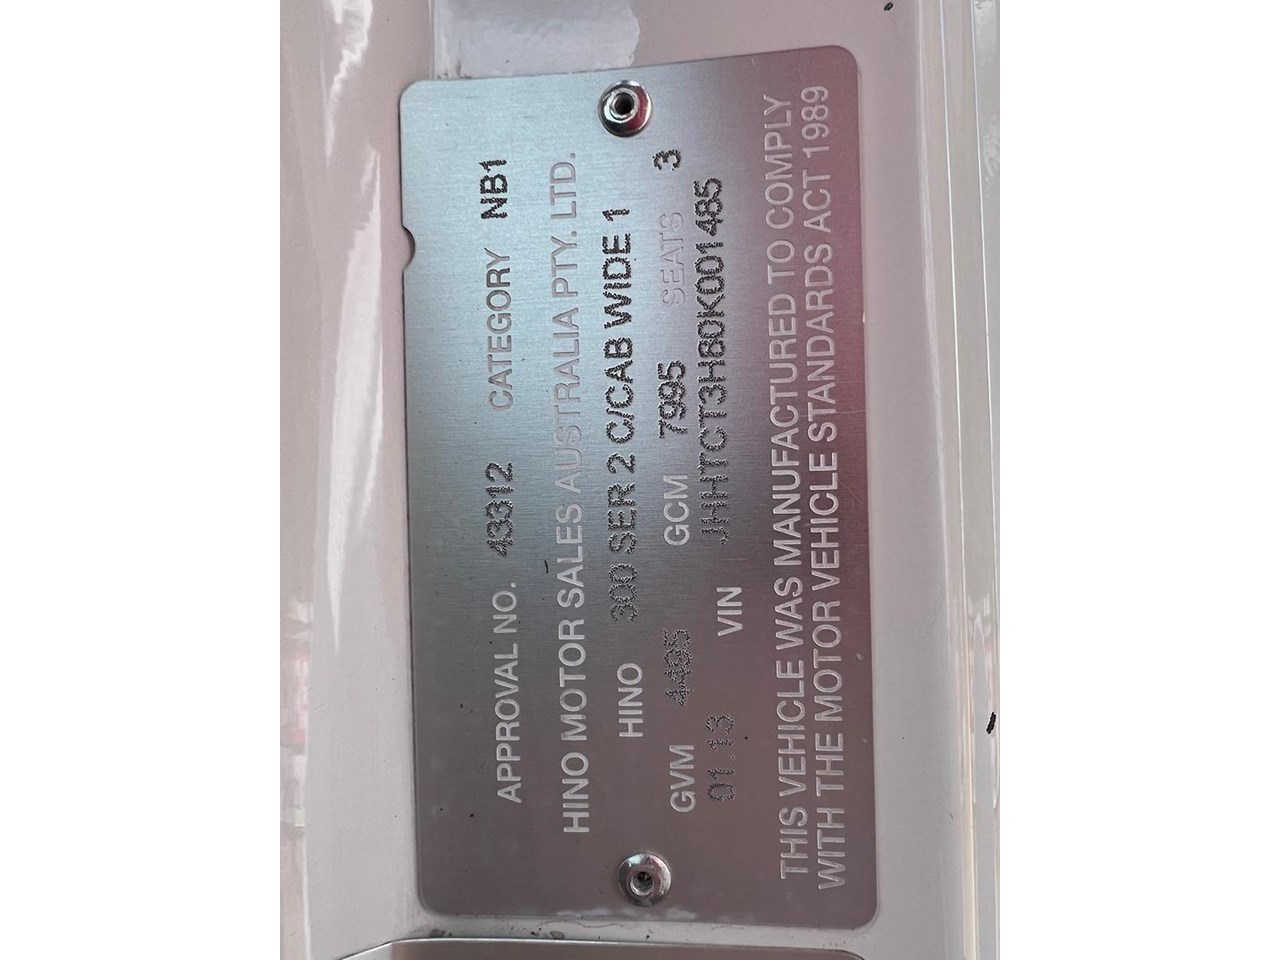 APPROVAL NO. 43312 CATEGORY NB1
HINO MOTOR SALES AUSTRALIA PTY. LTD.
HINO 300 SER 2 C/CAB WIDE 1
GVM 4495 GCM 7995 SEATS 3
01.13 VIN JHHTCT3H80K001485
THIS VEHICLE WAS MANUFACTURED TO COMPLY
WITH THE MOTOR VEHICLE STANDARDS ACT 1989